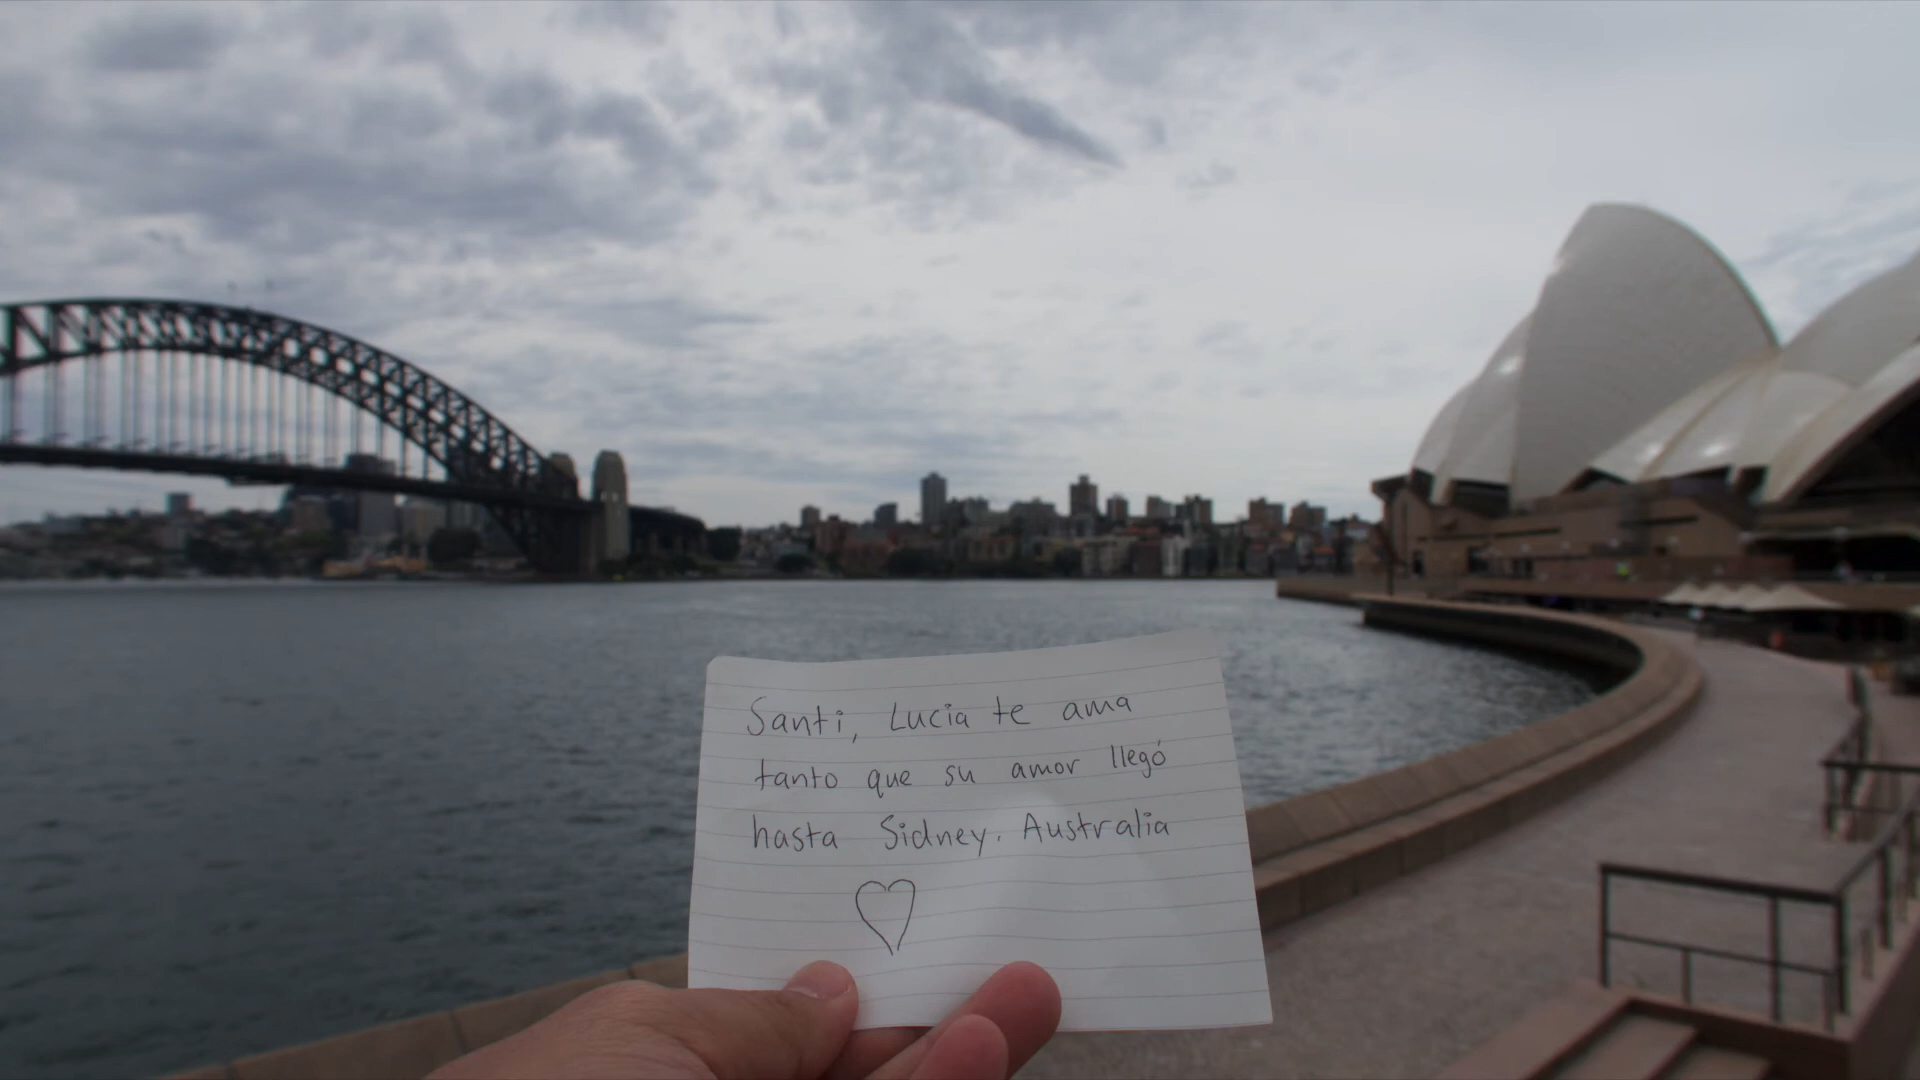 Santi, Lucia te ama
tanto que su amor llegó
hasta Sidney. Australia